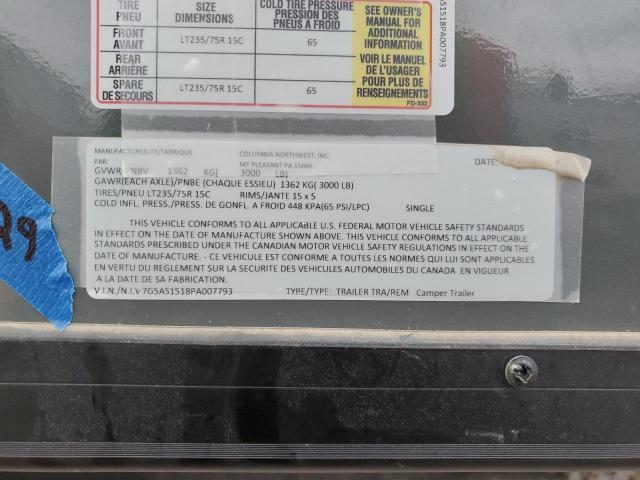 TIRE SIZE COLD TIRE PRESSURE
PNEU DIMENSIONS PRESSION DES
PNEUS A FROID
FRONT
AVANT LT235/75R 15C 65
REAR
ARRIÈRE
SPARE
DE SECOURS LT235/75R 15C 65
SEE OWNER'S
MANUAL FOR
ADDITIONAL
INFORMATION
VOIR LE MANUEL
DE L'USAGER
POUR PLUS DE
RENSEIGNEMENTS
FD-332
AS1518PA007793
MANUFACTURED BY/FABRIQUE COLUMBIA NORTHWEST, INC
PAR: MT PLEASANT PA 15666 DATE:
GVWR/PNBV 1362 KG( 3000 LB)
GAWR(EACH AXLE)/PNBE (CHAQUE ESSIEU) 1362 KG( 3000 LB)
TIRES/PNEU LT235/75R 15C RIMS/JANTE 15 x 5
COLD INFL. PRESS./PRESS. DE GONFL. A FROID 448 KPA(65 PSI/LPC) SINGLE
THIS VEHICLE CONFORMS TO ALL APPLICABLE U.S. FEDERAL MOTOR VEHICLE SAFETY STANDARDS
IN EFFECT ON THE DATE OF MANUFACTURE SHOWN ABOVE. THIS VEHICLE CONFORMS TO ALL APPLICABLE
STANDARDS PRESCRIBED UNDER THE CANADIAN MOTOR VEHICLE SAFETY REGULATIONS IN EFFECT ON THE
DATE OF MANUFACTURE. - CE VEHICULE EST CONFORME A TOUTES LES NORMES QUI LUI SONT APPLICABLES
EN VERTU DU REGLEMENT SUR LA SECURITE DES VEHICULES AUTOMOBILES DU CANADA EN VIGUEUR
A LA DATE DE SA FABRICATION.
V.I.N./N.I.V 7G5AS1518PA007793 TYPE/TYPE: TRAILER TRA/REM Camper Trailer